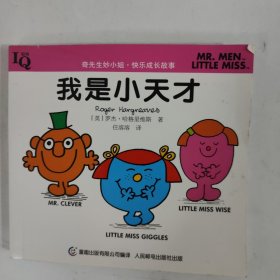 IQ
奇先生妙小姐·快乐成长故事
MR. MEN™
LITTLE MISS™
我是小天才
Roger Hargreaves
［英］罗杰·哈格里维斯 著
任溶溶 译
MR. CLEVER
LITTLE MISS WISE
LITTLE MISS GIGGLES
童趣出版有限公司编译 人民邮电出版社出版